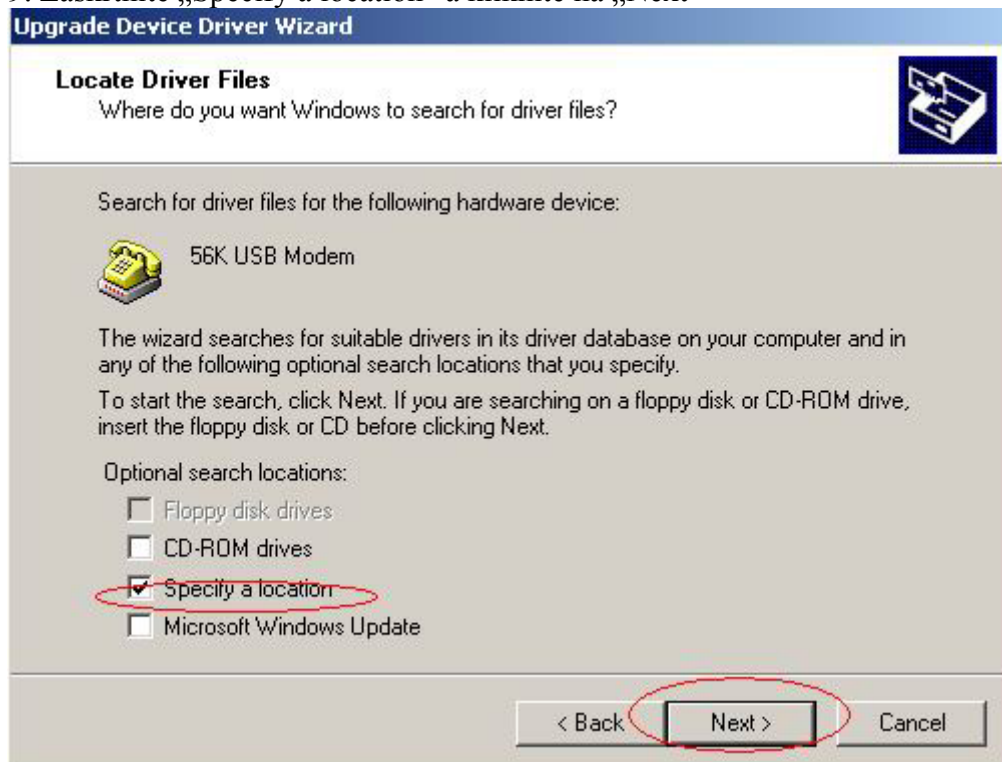 „Specify a location“ a klikněte na „Next
Upgrade Device Driver Wizard
Locate Driver Files
Where do you want Windows to search for driver files?
Search for driver files for the following hardware device:
56K USB Modem
The wizard searches for suitable drivers in its driver database on your computer and in
any of the following optional search locations that you specify.
To start the search, click Next. If you are searching on a floppy disk or CD-ROM drive,
insert the floppy disk or CD before clicking Next.
Optional search locations:
Floppy disk drives
CD-ROM drives
Specify a location
Microsoft Windows Update
< Back Next > Cancel